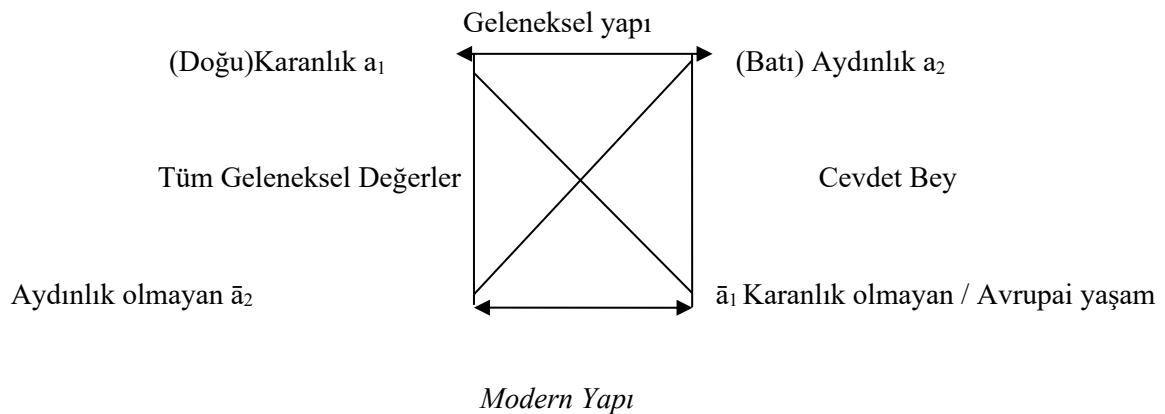 Geleneksel yapı
(Doğu)Karanlık a₁ (Batı) Aydınlık a₂
Tüm Geleneksel Değerler Cevdet Bey
Aydınlık olmayan ā₂ ā₁ Karanlık olmayan / Avrupai yaşam
Modern Yapı